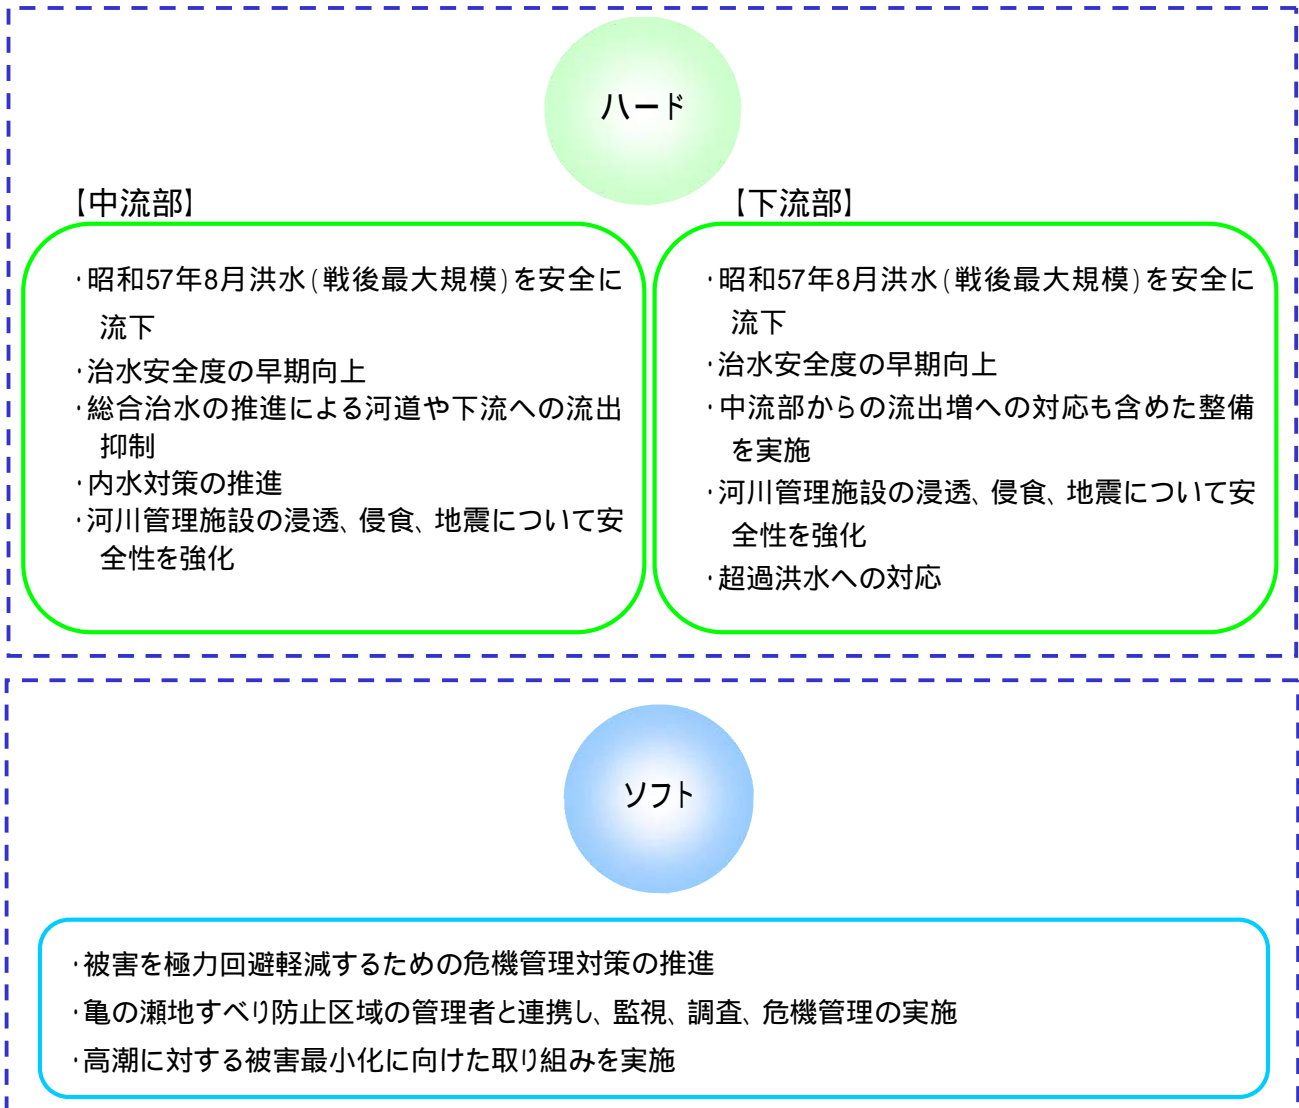 ハード
【中流部】
・昭和57年8月洪水(戦後最大規模)を安全に
流下
・治水安全度の早期向上
・総合治水の推進による河道や下流への流出
抑制
・内水対策の推進
・河川管理施設の浸透、侵食、地震について安
全性を強化
【下流部】
・昭和57年8月洪水(戦後最大規模)を安全に
流下
・治水安全度の早期向上
・中流部からの流出増への対応も含めた整備
を実施
・河川管理施設の浸透、侵食、地震について安
全性を強化
・超過洪水への対応
ソフト
・被害を極力回避軽減するための危機管理対策の推進
・亀の瀬地すべり防止区域の管理者と連携し、監視、調査、危機管理の実施
・高潮に対する被害最小化に向けた取り組みを実施